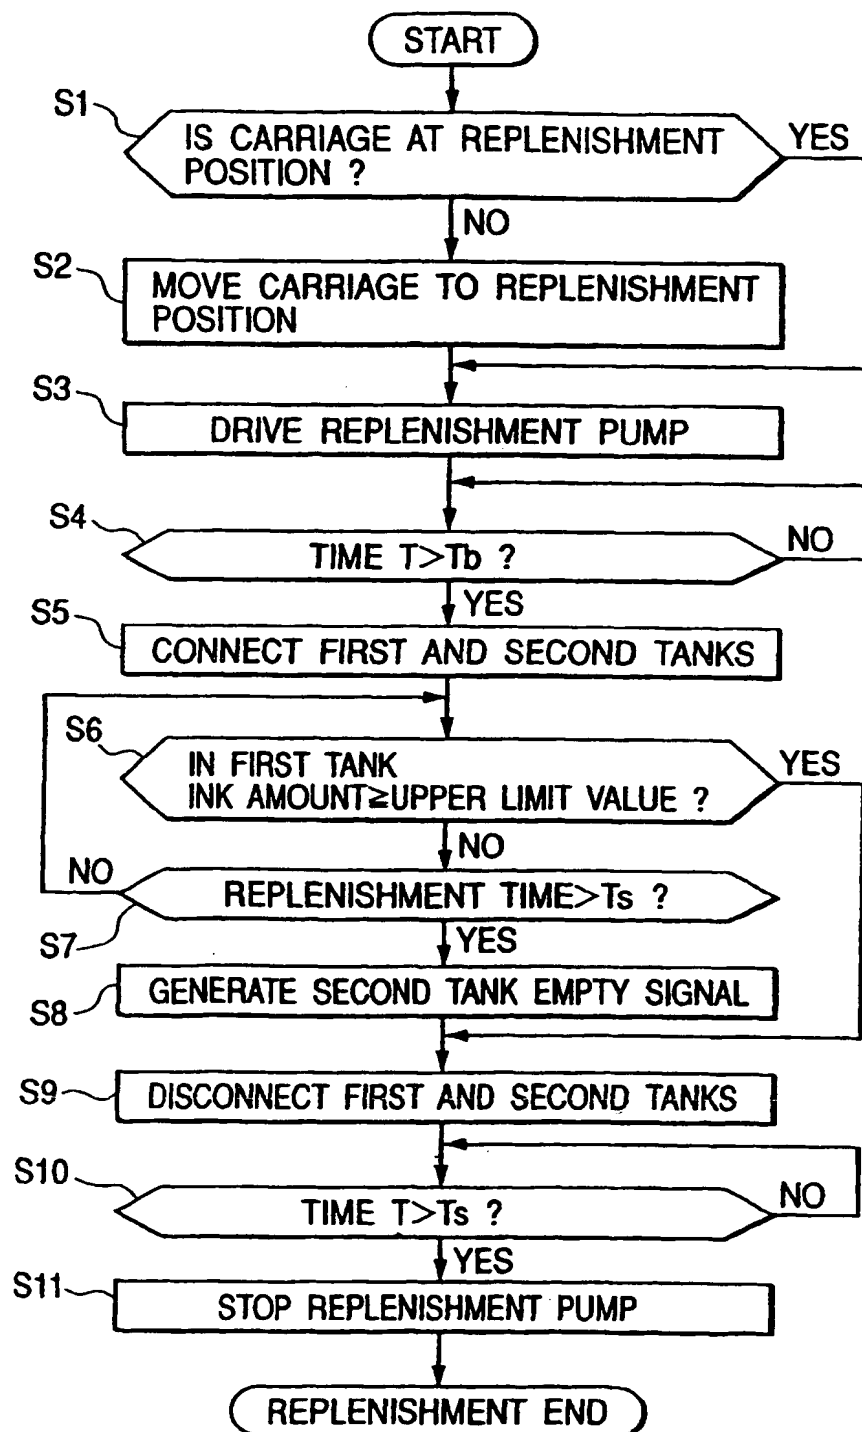 START
S1
IS CARRIAGE AT REPLENISHMENT
POSITION ?
YES
NO
S2
MOVE CARRIAGE TO REPLENISHMENT
POSITION
S3
DRIVE REPLENISHMENT PUMP
S4
TIME T>Tb ?
NO
YES
S5
CONNECT FIRST AND SECOND TANKS
S6
IN FIRST TANK
INK AMOUNT≧UPPER LIMIT VALUE ?
YES
NO
NO
REPLENISHMENT TIME>Ts ?
S7
YES
S8
GENERATE SECOND TANK EMPTY SIGNAL
S9
DISCONNECT FIRST AND SECOND TANKS
S10
TIME T>Ts ?
NO
YES
S11
STOP REPLENISHMENT PUMP
REPLENISHMENT END